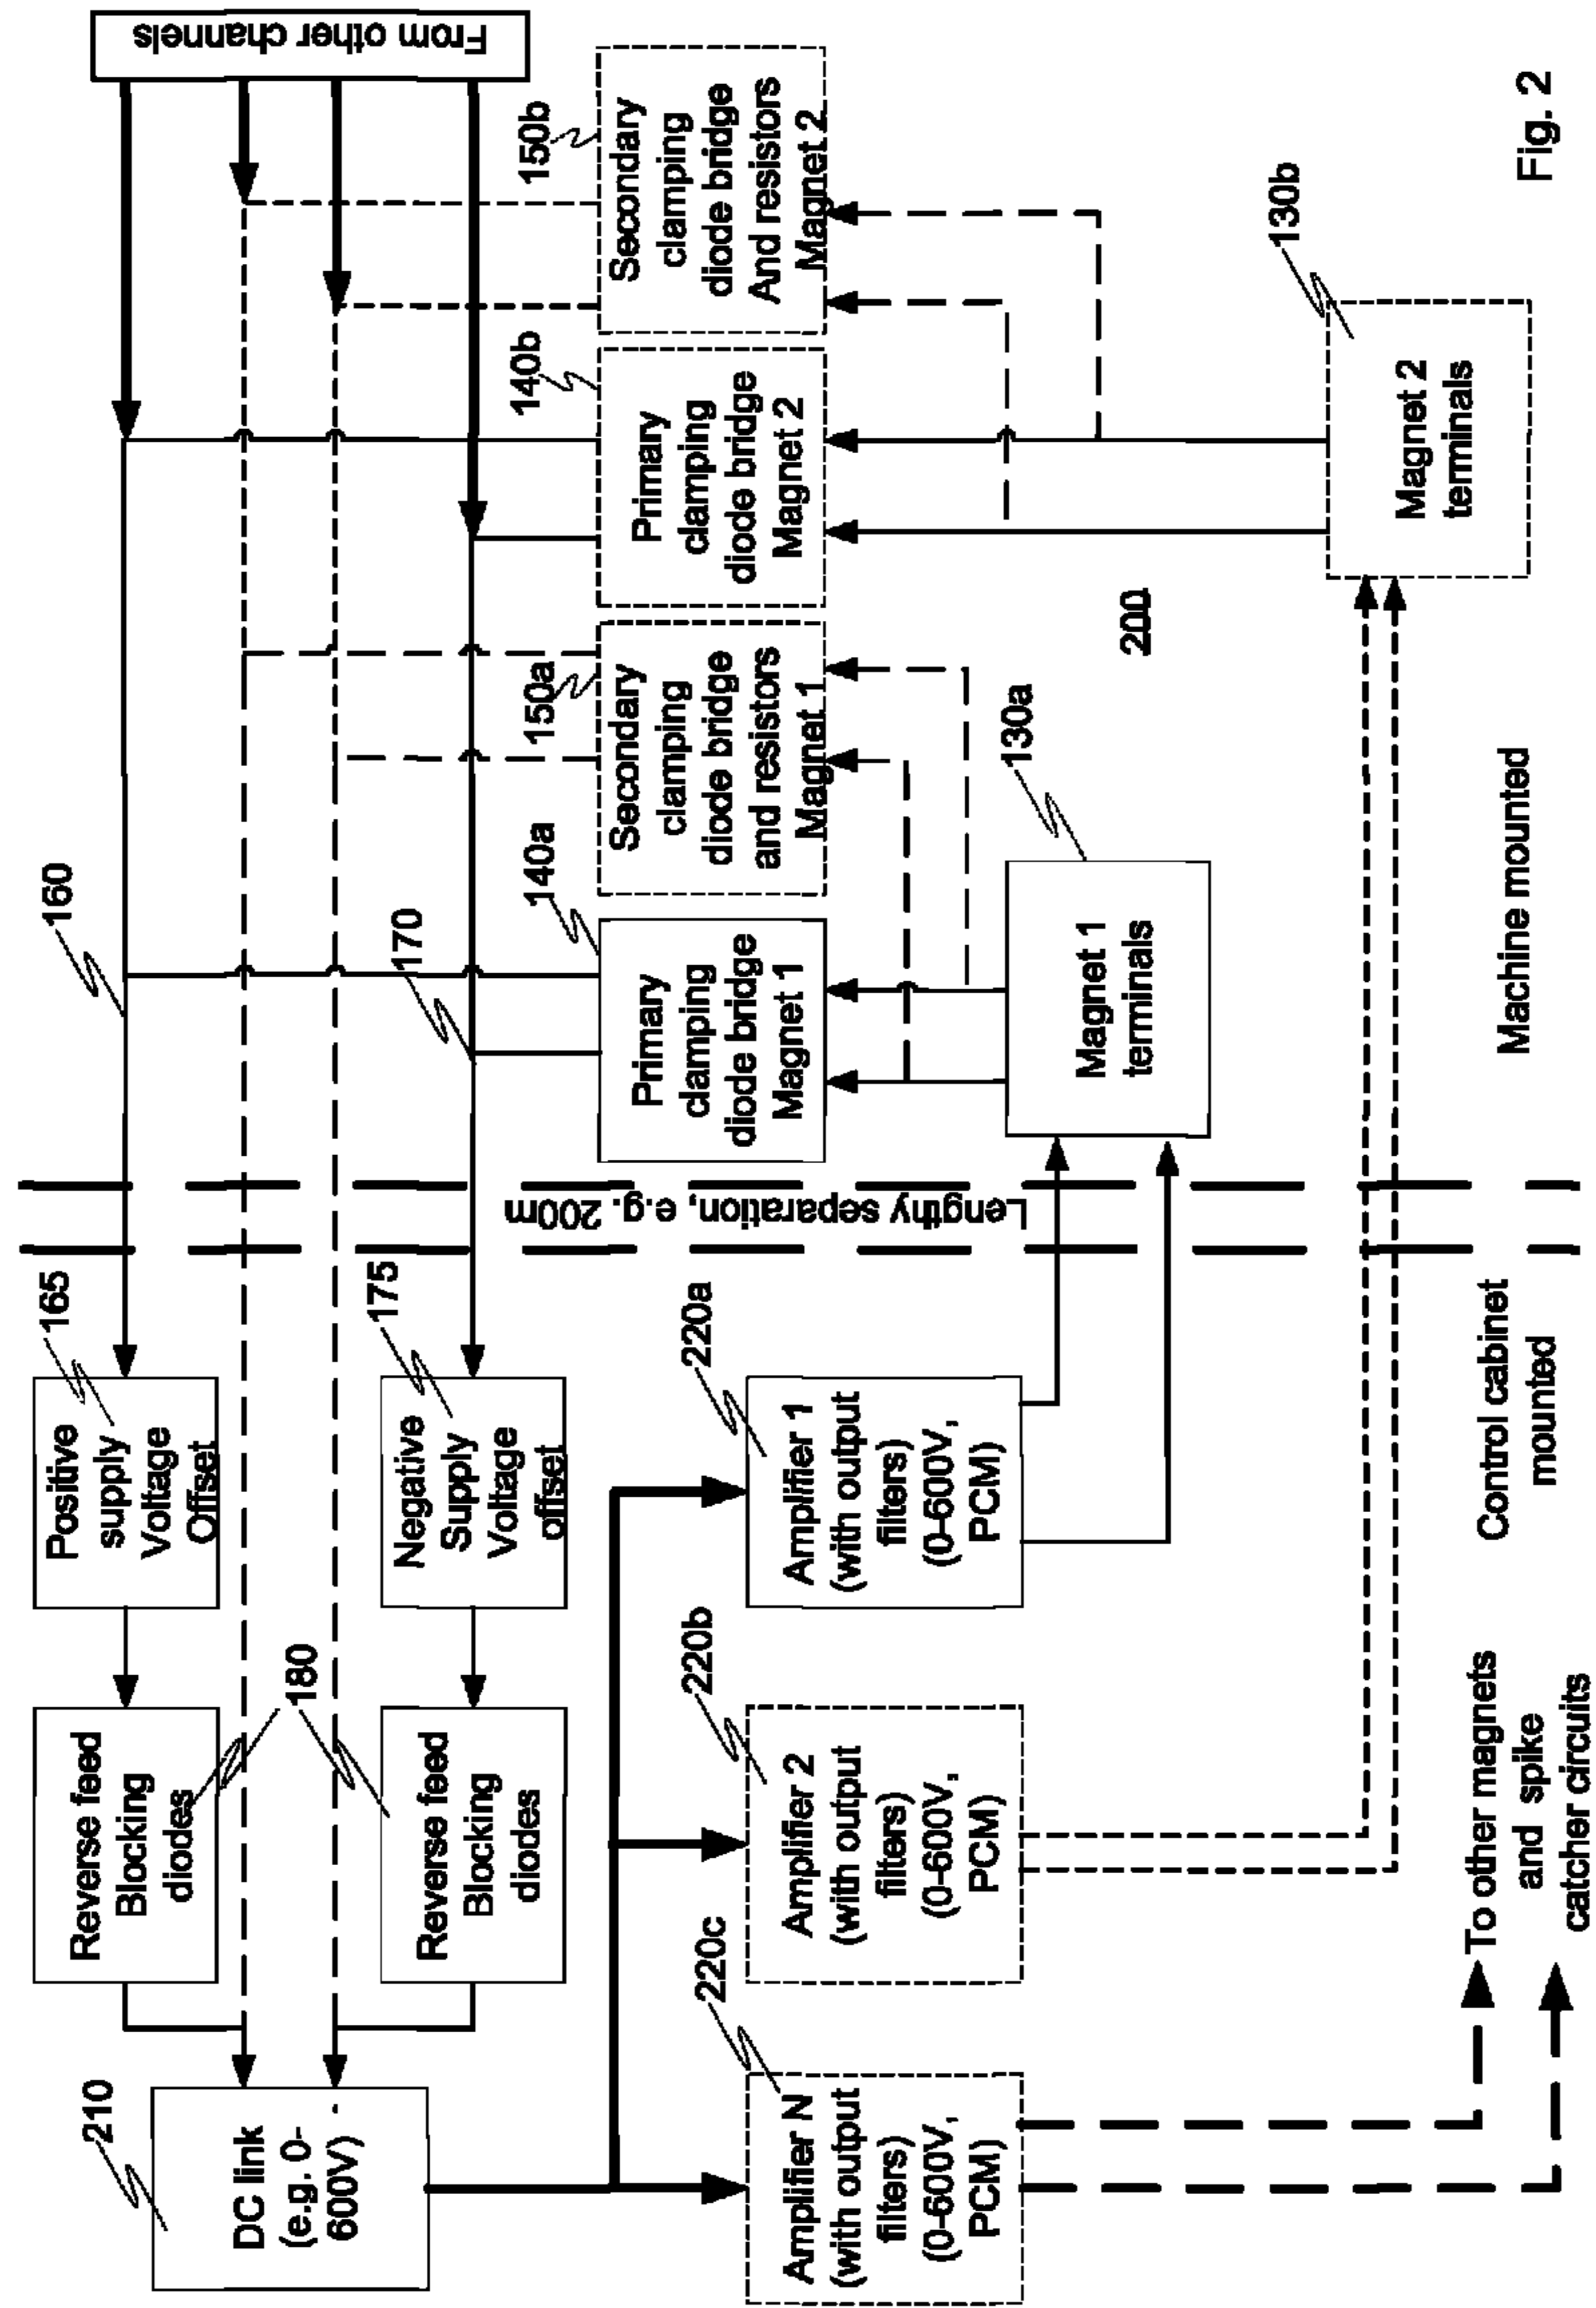 210
DC link
(e.g. 0-
600V)
Reverse feed
Blocking
diodes
180
Reverse feed
Blocking
diodes
165
Positive
supply
Voltage
Offset
175
Negative
Supply
Voltage
offset
160
170
From other channels
220c
Amplifier N
(with output
filters)
(0-600V,
PCM)
220b
Amplifier 2
(with output
filters)
(0-600V,
PCM)
220a
Amplifier 1
(with output
filters)
(0-600V,
PCM)
Lengthy separation, e.g. 200m
140a
Primary
clamping
diode bridge
Magnet 1
150a
Secondary
clamping
diode bridge
and resistors
Magnet 1
140b
Primary
clamping
diode bridge
Magnet 2
150b
Secondary
clamping
diode bridge
And resistors
Magnet 2
130a
Magnet 1
terminals
200
130b
Magnet 2
terminals
To other magnets
and spike
catcher circuits
Control cabinet
mounted
Machine mounted
Fig. 2